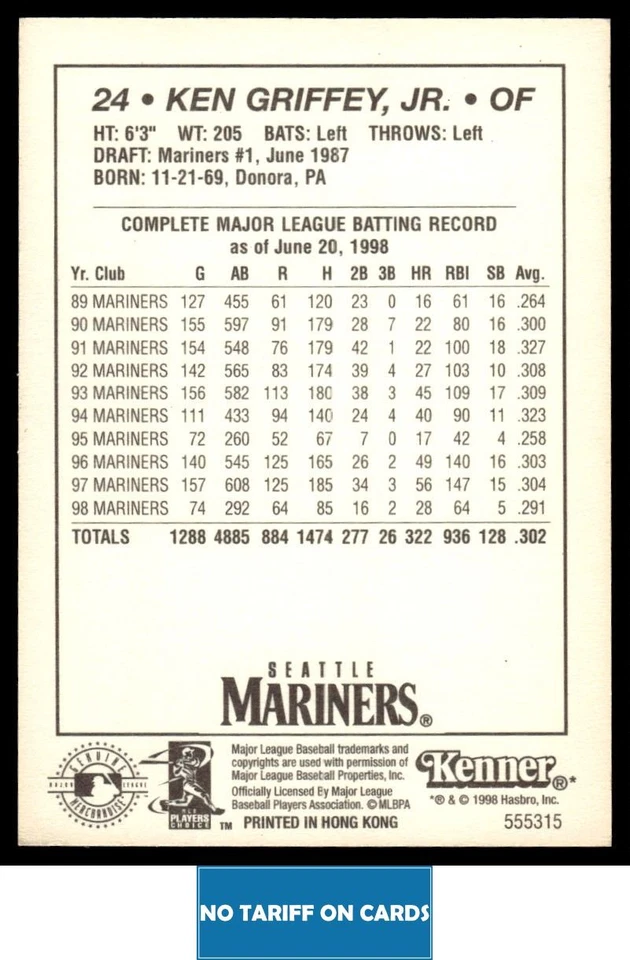 24 • KEN GRIFFEY, JR. • OF
HT: 6'3" WT: 205 BATS: Left THROWS: Left
DRAFT: Mariners #1, June 1987
BORN: 11-21-69, Donora, PA
COMPLETE MAJOR LEAGUE BATTING RECORD
as of June 20, 1998
Yr. Club G AB R H 2B 3B HR RBI SB Avg.
89 MARINERS 127 455 61 120 23 0 16 61 16 .264
90 MARINERS 155 597 91 179 28 7 22 80 16 .300
91 MARINERS 154 548 76 179 42 1 22 100 18 .327
92 MARINERS 142 565 83 174 39 4 27 103 10 .308
93 MARINERS 156 582 113 180 38 3 45 109 17 .309
94 MARINERS 111 433 94 140 24 4 40 90 11 .323
95 MARINERS 72 260 52 67 7 0 17 42 4 .258
96 MARINERS 140 545 125 165 26 2 49 140 16 .303
97 MARINERS 157 608 125 185 34 3 56 147 15 .304
98 MARINERS 74 292 64 85 16 2 28 64 5 .291
TOTALS 1288 4885 884 1474 277 26 322 936 128 .302
SEATTLE
MARINERS®
GENUINE
MAJOR LEAGUE
MERCHANDISE
PLAYERS
CHOICE
TM
Major League Baseball trademarks and
copyrights are used with permission of
Major League Baseball Properties, Inc.
Officially Licensed By Major League
Baseball Players Association. © MLBPA
PRINTED IN HONG KONG
Kenner®*
*® & © 1998 Hasbro, Inc.
555315
NO TARIFF ON CARDS